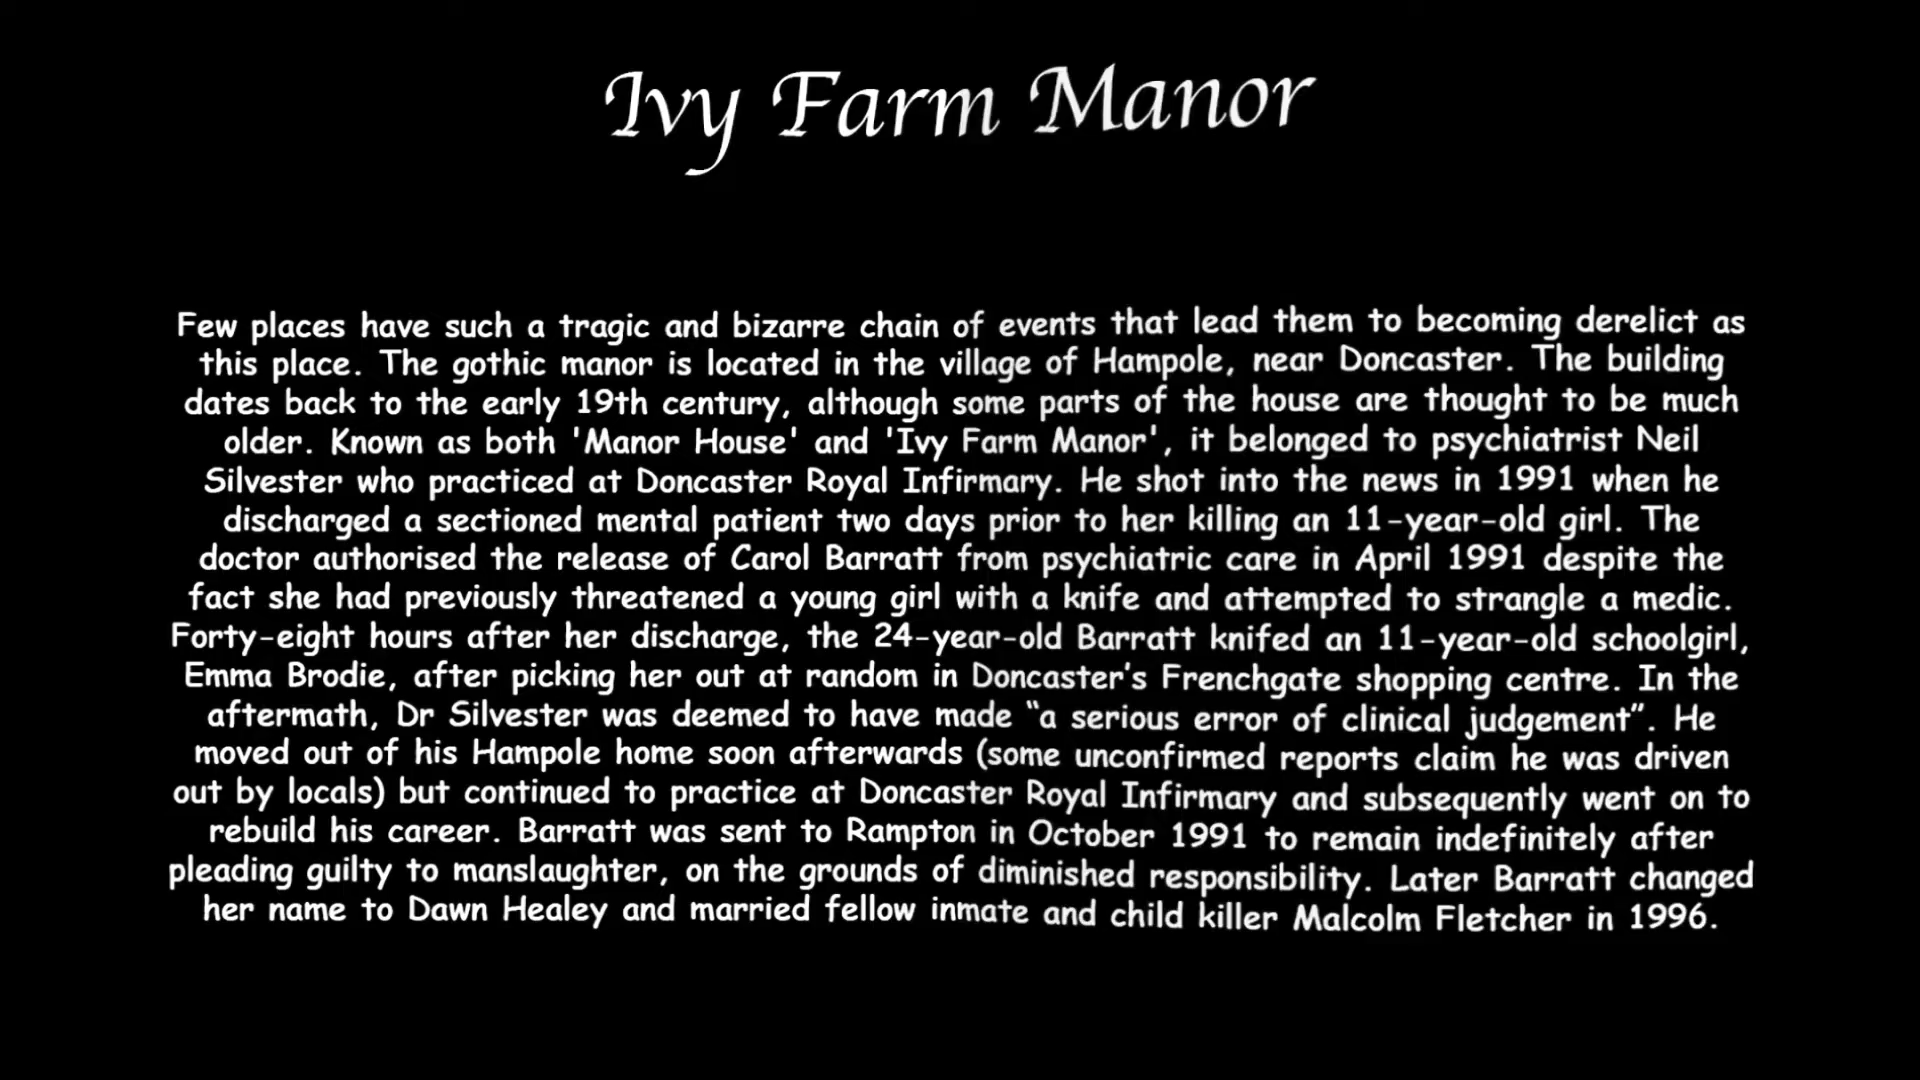 Ivy Farm Manor
Few places have such a tragic and bizarre chain of events that lead them to becoming derelict as
this place. The gothic manor is located in the village of Hampole, near Doncaster. The building
dates back to the early 19th century, although some parts of the house are thought to be much
older. Known as both 'Manor House' and 'Ivy Farm Manor', it belonged to psychiatrist Neil
Silvester who practiced at Doncaster Royal Infirmary. He shot into the news in 1991 when he
discharged a sectioned mental patient two days prior to her killing an 11-year-old girl. The
doctor authorised the release of Carol Barratt from psychiatric care in April 1991 despite the
fact she had previously threatened a young girl with a knife and attempted to strangle a medic.
Forty-eight hours after her discharge, the 24-year-old Barratt knifed an 11-year-old schoolgirl,
Emma Brodie, after picking her out at random in Doncaster's Frenchgate shopping centre. In the
aftermath, Dr Silvester was deemed to have made “a serious error of clinical judgement”. He
moved out of his Hampole home soon afterwards (some unconfirmed reports claim he was driven
out by locals) but continued to practice at Doncaster Royal Infirmary and subsequently went on to
rebuild his career. Barratt was sent to Rampton in October 1991 to remain indefinitely after
pleading guilty to manslaughter, on the grounds of diminished responsibility. Later Barratt changed
her name to Dawn Healey and married fellow inmate and child killer Malcolm Fletcher in 1996.